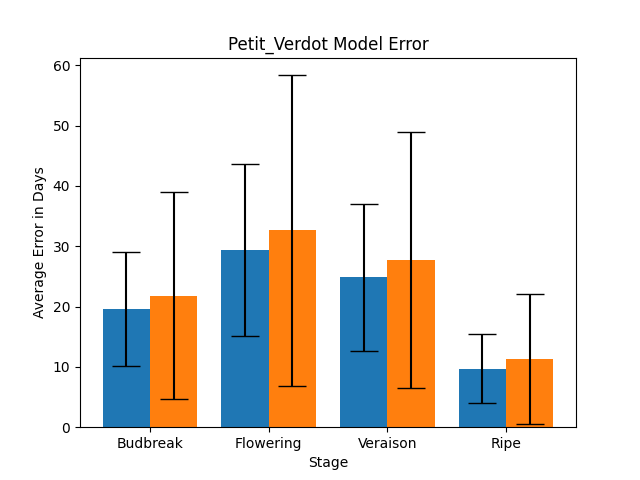 Petit_Verdot Model Error
Average Error in Days
60
50
40
30
20
10
0
Budbreak Flowering Veraison Ripe
Stage